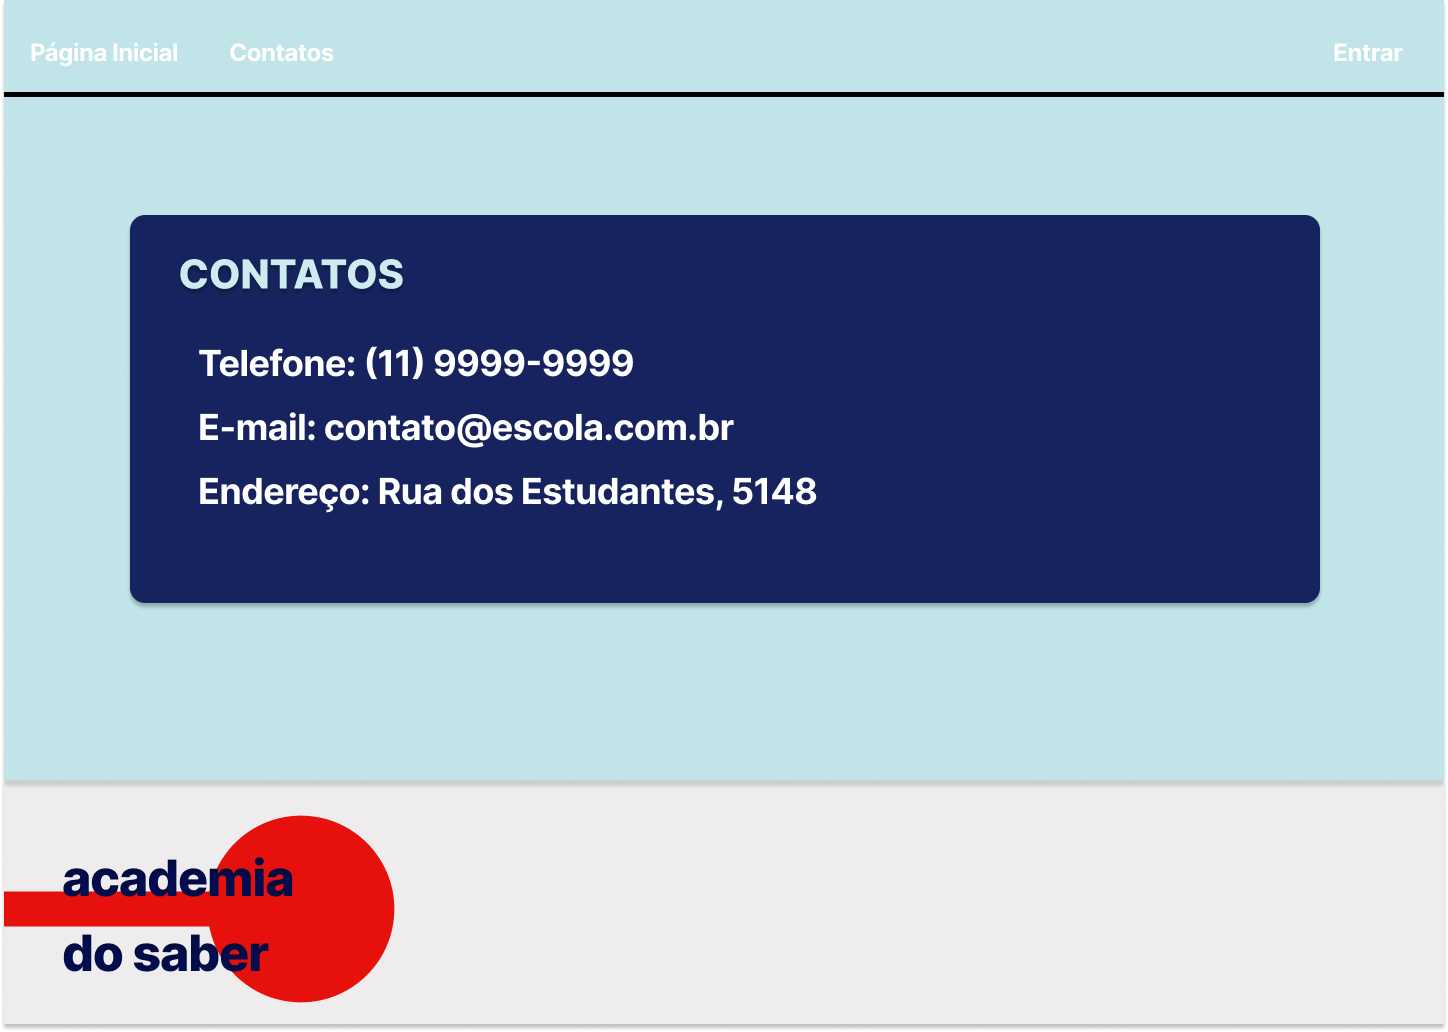 Página Inicial Contatos Entrar
CONTATOS
Telefone: (11) 9999-9999
E-mail: contato@escola.com.br
Endereço: Rua dos Estudantes, 5148
academia
do saber